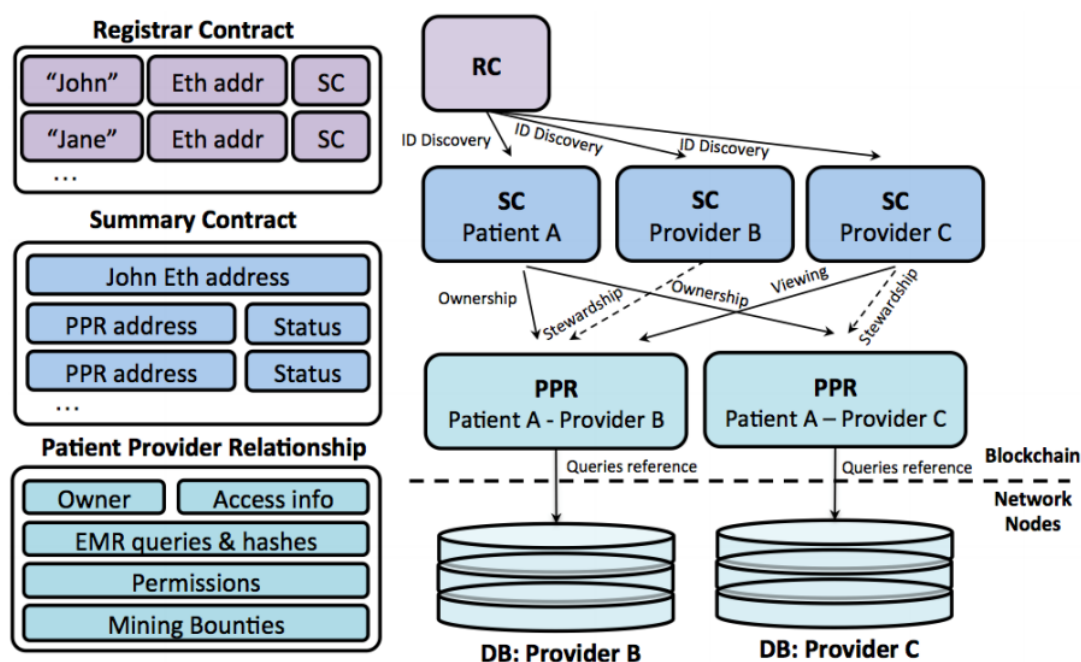 Registrar Contract
“John” Eth addr SC
“Jane” Eth addr SC
...
Summary Contract
John Eth address
PPR address Status
PPR address Status
...
Patient Provider Relationship
Owner Access info
EMR queries & hashes
Permissions
Mining Bounties
RC
ID Discovery
ID Discovery
ID Discovery
SC
Patient A
SC
Provider B
SC
Provider C
Ownership
Stewardship
Ownership
Viewing
Stewardship
PPR
Patient A - Provider B
PPR
Patient A – Provider C
Queries reference
Queries reference
Blockchain
Network
Nodes
DB: Provider B
DB: Provider C